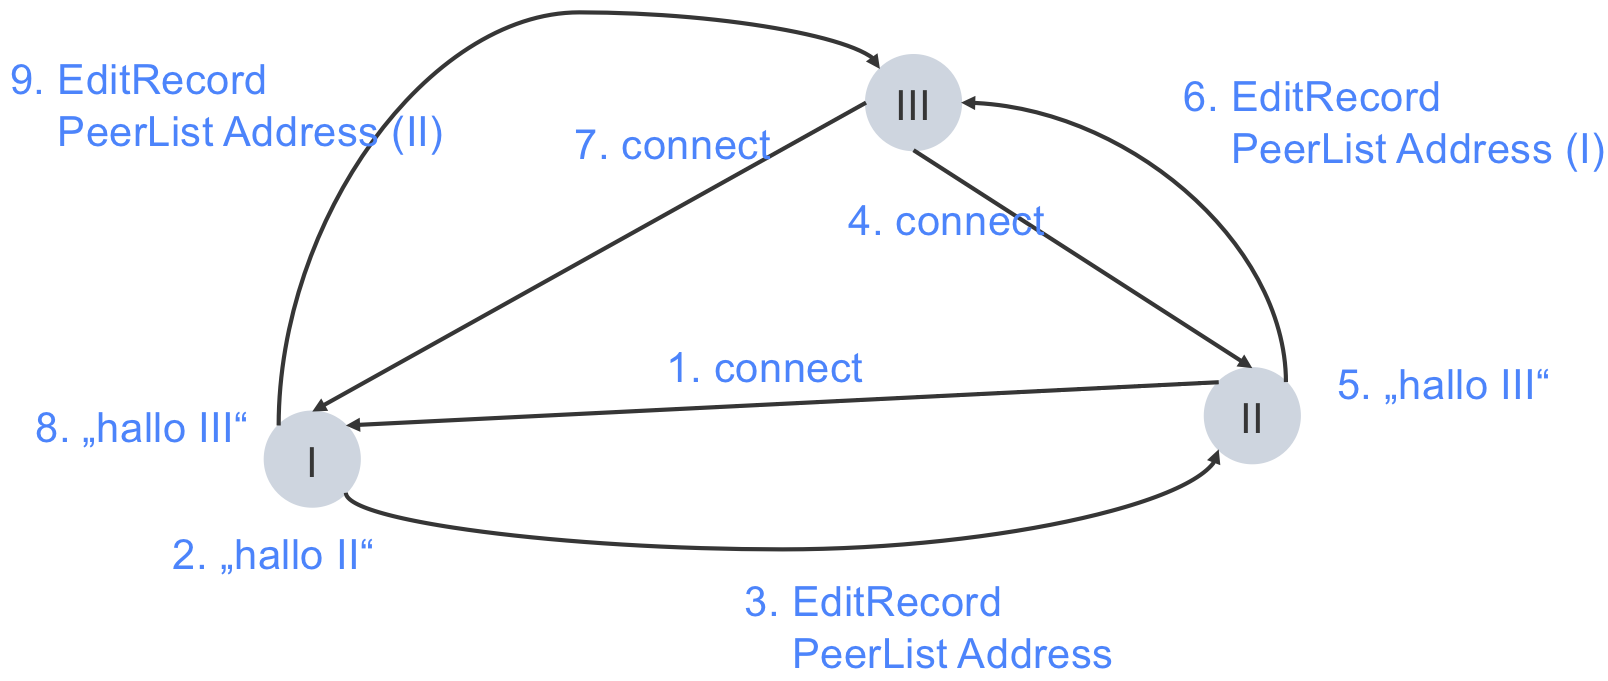 9. EditRecord
PeerList Address (II)
III
6. EditRecord
PeerList Address (I)
7. connect
4. connect
1. connect
5. „hallo III“
8. „hallo III“
II
I
2. „hallo II“
3. EditRecord
PeerList Address